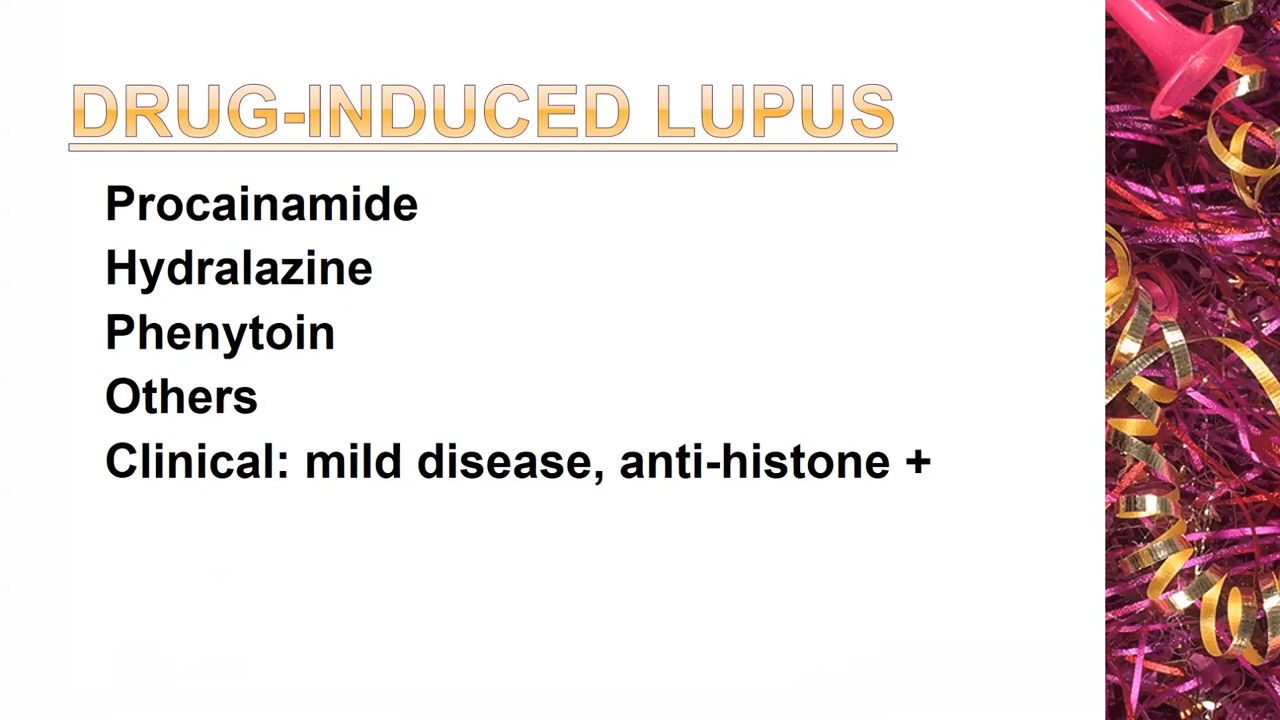 DRUG-INDUCED LUPUS
Procainamide
Hydralazine
Phenytoin
Others
Clinical: mild disease, anti-histone +